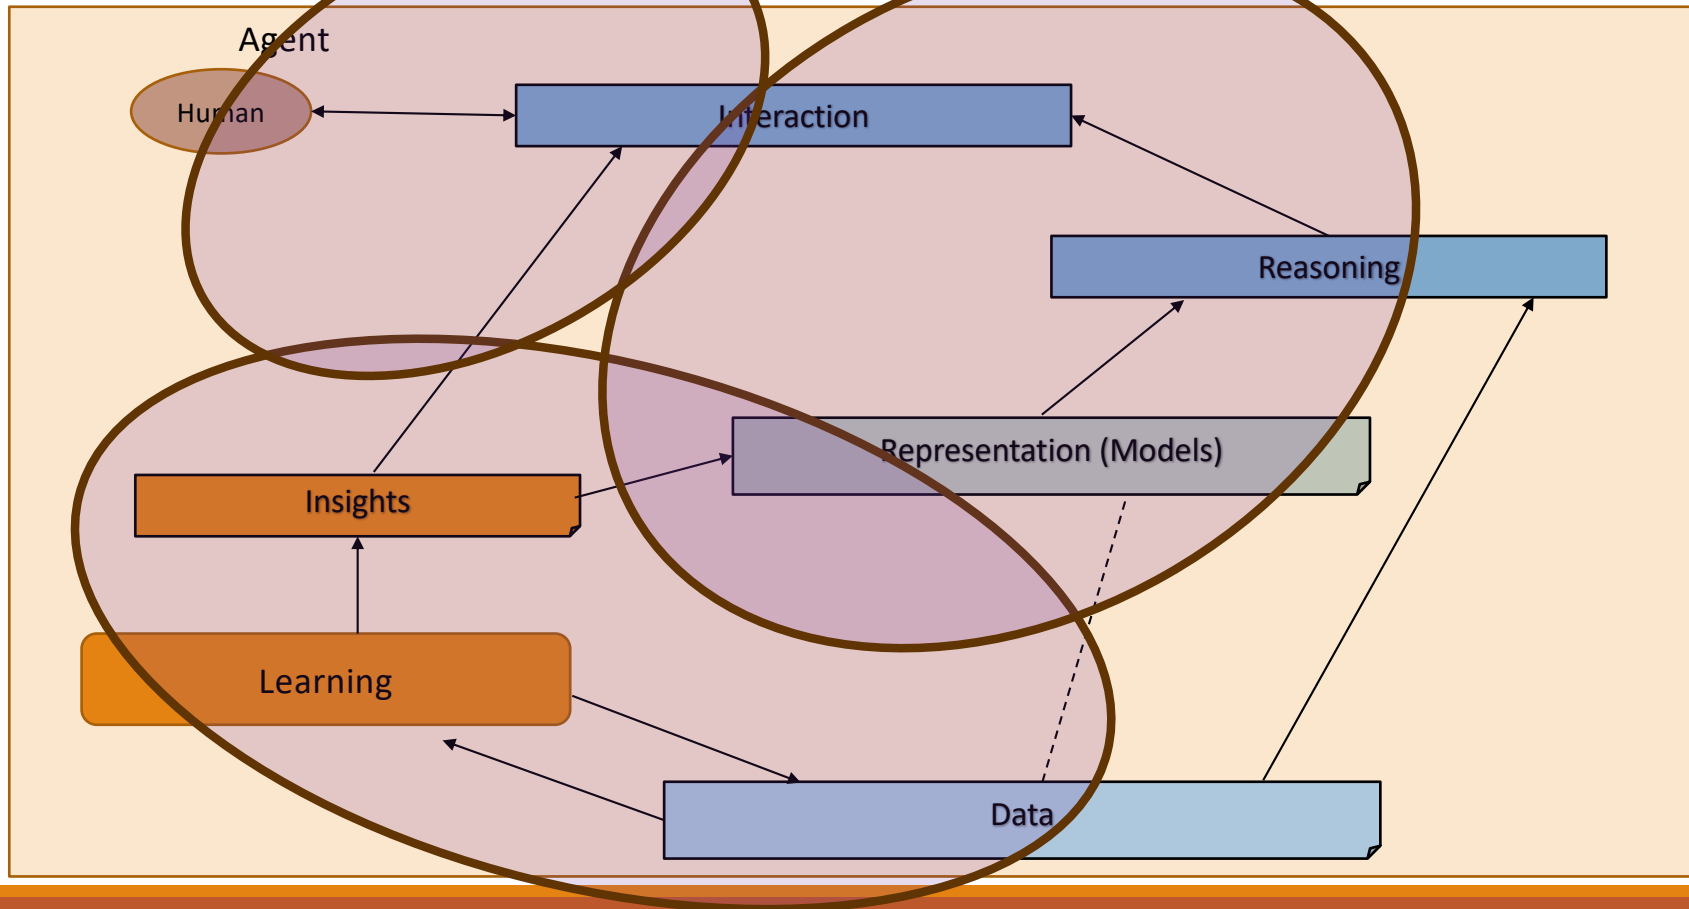 Agent
Human
Interaction
Reasoning
Representation (Models)
Insights
Learning
Data